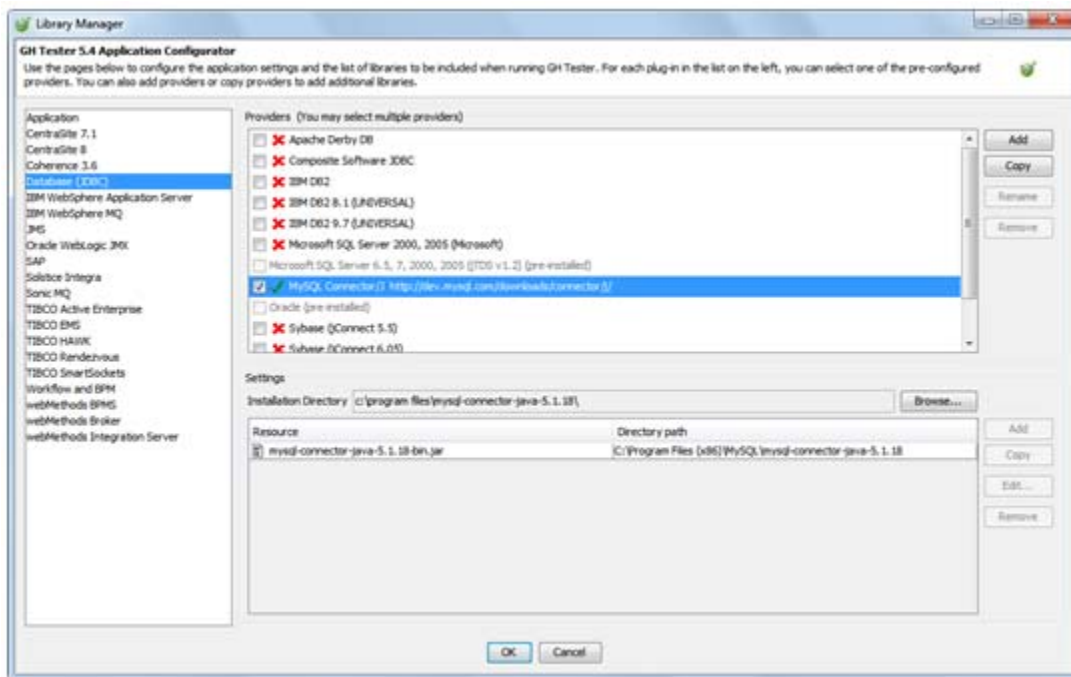 Library Manager
GH Tester 5.4 Application Configurator
Use the pages below to configure the application settings and the list of libraries to be included when running GH Tester. For each plug-in in the list on the left, you can select one of the pre-configured
providers. You can also add providers or copy providers to add additional libraries.
Application
CentraSite 7.1
CentraSite 8
Coherence 3.6
Database (JDBC)
IBM WebSphere Application Server
IBM WebSphere MQ
JMS
Oracle WebLogic JMX
SAP
Solstice Integra
Sonic MQ
TIBCO Active Enterprise
TIBCO EMS
TIBCO HAWK
TIBCO Rendezvous
TIBCO SmartSockets
Workflow and BPM
webMethods BPMS
webMethods Broker
webMethods Integration Server
Providers (You may select multiple providers)
Apache Derby DB
Composite Software JDBC
IBM DB2
IBM DB2 8.1 (UNIVERSAL)
IBM DB2 9.7 (UNIVERSAL)
Microsoft SQL Server 2000, 2005 (Microsoft)
Microsoft SQL Server 6.5, 7, 2000, 2005 (jTDS v1.2) (pre-installed)
MySQL Connector/J http://dev.mysql.com/downloads/connector/j/
Oracle (pre-installed)
Sybase (jConnect 5.5)
Sybase (jConnect 6.05)
Add
Copy
Rename
Remove
Settings
Installation Directory c:\program files\mysql-connector-java-5.1.18\ Browse...
Resource Directory path
mysql-connector-java-5.1.18-bin.jar C:\Program Files (x86)\MySQL\mysql-connector-java-5.1.18
Add
Copy
Edit...
Remove
OK Cancel